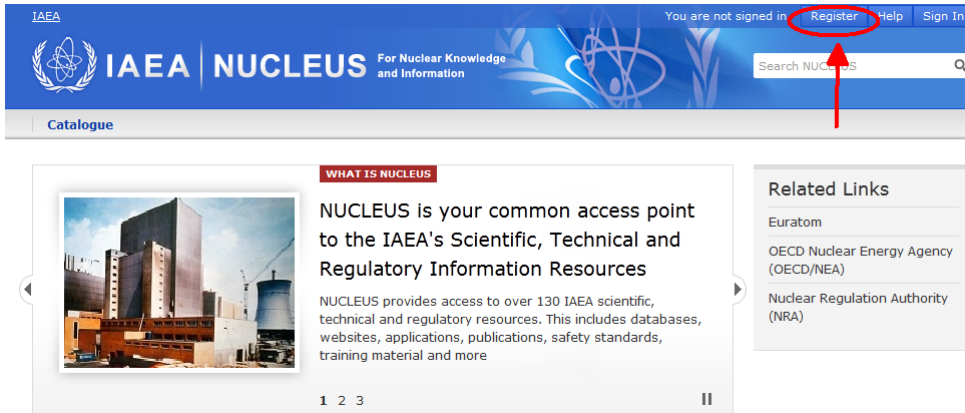 IAEA
You are not signed in Register Help Sign In
IAEA NUCLEUS For Nuclear Knowledge
and Information
Search NUCLEUS
Catalogue
WHAT IS NUCLEUS
NUCLEUS is your common access point
to the IAEA's Scientific, Technical and
Regulatory Information Resources
NUCLEUS provides access to over 130 IAEA scientific,
technical and regulatory resources. This includes databases,
websites, applications, publications, safety standards,
training material and more
1 2 3
Related Links
Euratom
OECD Nuclear Energy Agency
(OECD/NEA)
Nuclear Regulation Authority
(NRA)